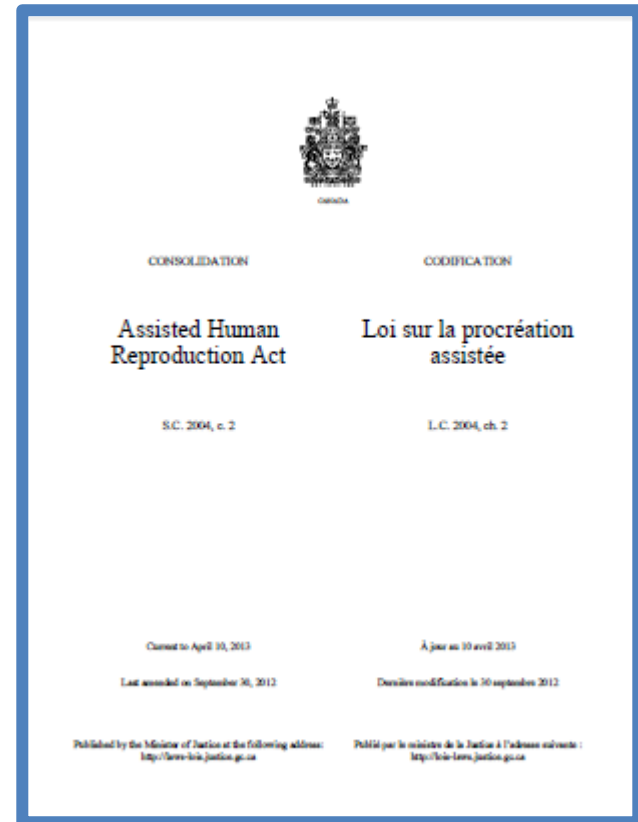 CANADA
CONSOLIDATION
CODIFICATION
Assisted Human
Reproduction Act
Loi sur la procréation
assistée
S.C. 2004, c. 2
L.C. 2004, ch. 2
Current to April 10, 2013
À jour au 10 avril 2013
Last amended on September 30, 2012
Dernière modification le 30 septembre 2012
Published by the Minister of Justice at the following address:
http://laws-lois.justice.gc.ca
Publié par le ministre de la Justice à l'adresse suivante :
http://lois-laws.justice.gc.ca